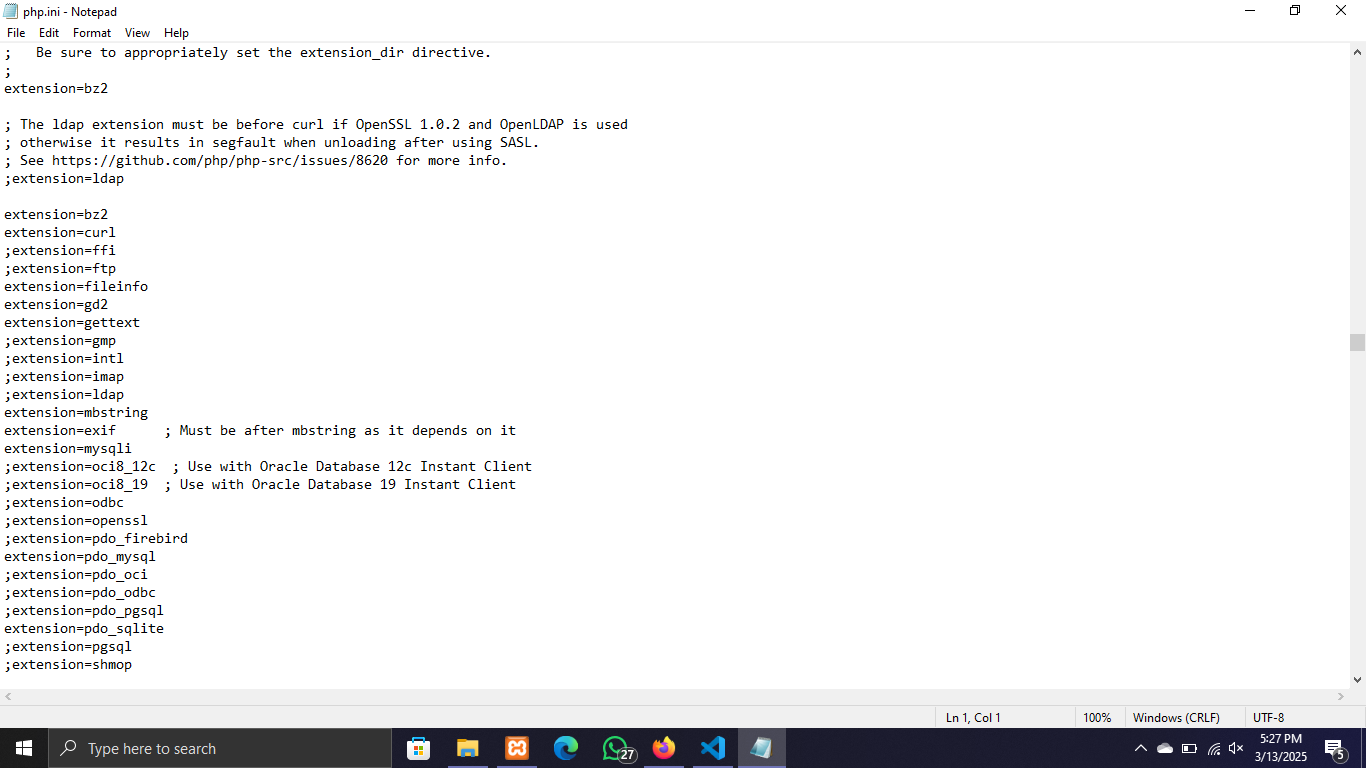 php.ini - Notepad
File Edit Format View Help
;   Be sure to appropriately set the extension_dir directive.
;
extension=bz2
; The ldap extension must be before curl if OpenSSL 1.0.2 and OpenLDAP is used
; otherwise it results in segfault when unloading after using SASL.
; See https://github.com/php/php-src/issues/8620 for more info.
;extension=ldap
extension=bz2
extension=curl
;extension=ffi
;extension=ftp
extension=fileinfo
extension=gd2
extension=gettext
;extension=gmp
;extension=intl
;extension=imap
;extension=ldap
extension=mbstring
extension=exif      ; Must be after mbstring as it depends on it
extension=mysqli
;extension=oci8_12c  ; Use with Oracle Database 12c Instant Client
;extension=oci8_19  ; Use with Oracle Database 19 Instant Client
;extension=odbc
;extension=openssl
;extension=pdo_firebird
extension=pdo_mysql
;extension=pdo_oci
;extension=pdo_odbc
;extension=pdo_pgsql
extension=pdo_sqlite
;extension=pgsql
;extension=shmop
Ln 1, Col 1 100% Windows (CRLF) UTF-8
Type here to search
27
5:27 PM
3/13/2025
5